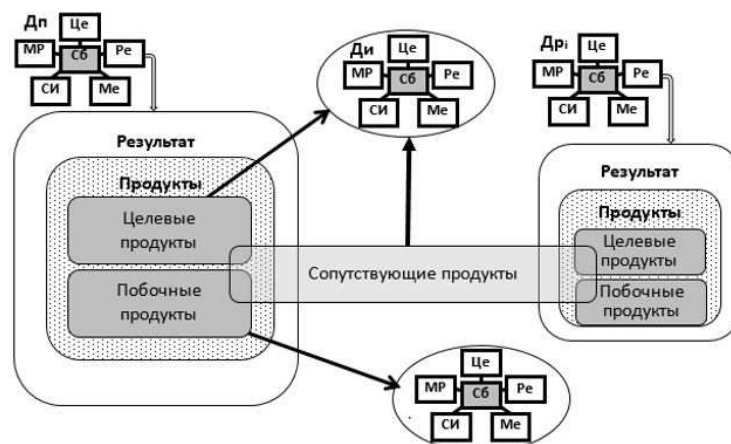 Дп
Це
МР
Сб
Ре
СИ
Ме
Результат
Продукты
Целевые
продукты
Побочные
продукты
Ди
Це
МР
Сб
Ре
СИ
Ме
Сопутствующие продукты
Дрi
Це
МР
Сб
Ре
СИ
Ме
Результат
Продукты
Целевые
продукты
Побочные
продукты
Це
МР
Сб
Ре
СИ
Ме